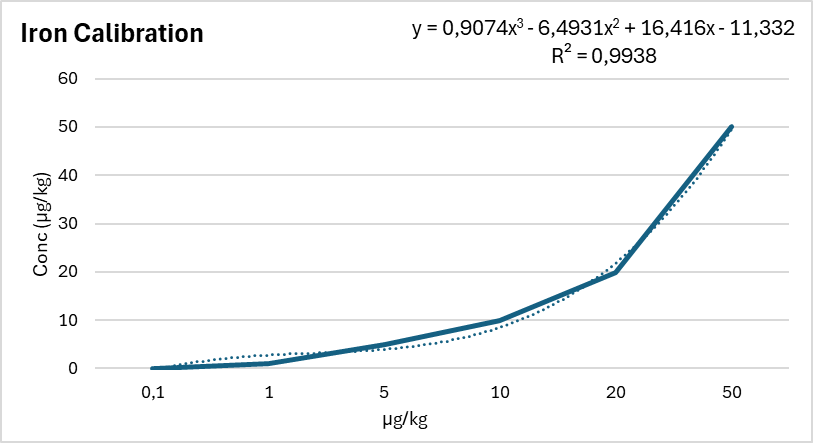 Iron Calibration
y = 0,9074x³ - 6,4931x² + 16,416x - 11,332
R² = 0,9938
60
50
40
30
20
10
0
Conc (µg/kg)
0,1 1 5 10 20 50
µg/kg